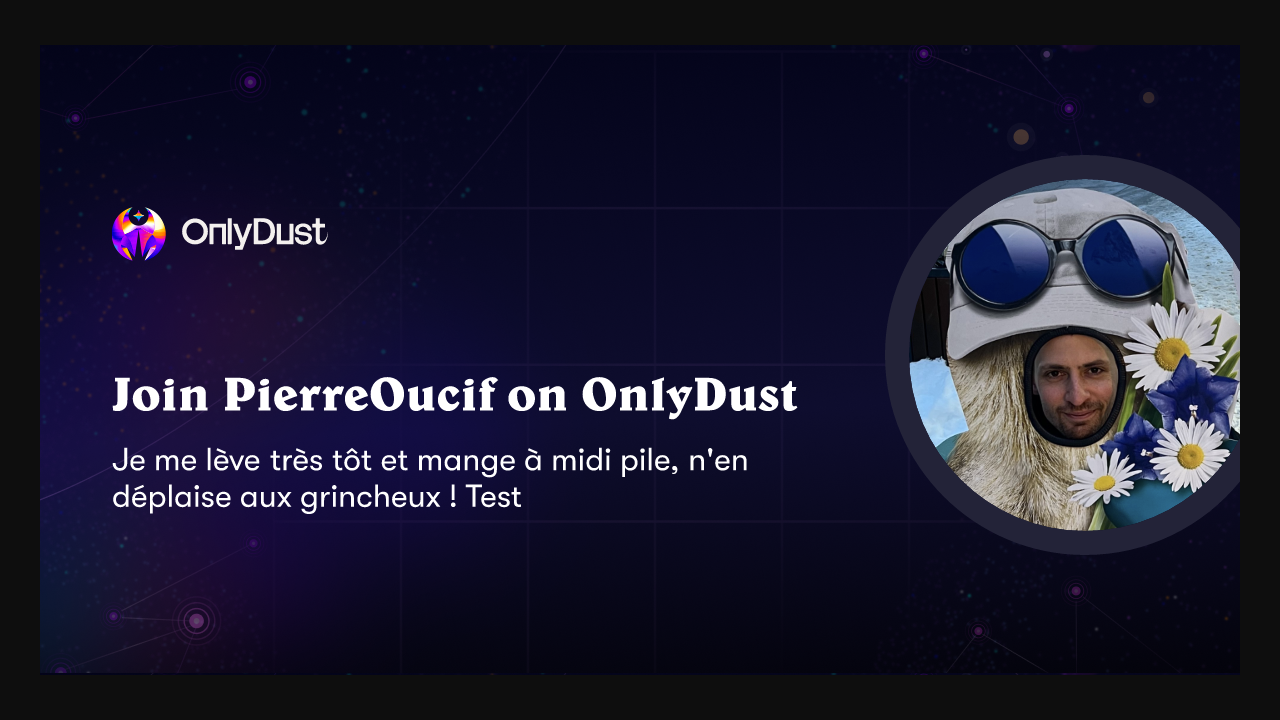 OnlyDust
Join PierreOucif on OnlyDust
Je me lève très tôt et mange à midi pile, n'en
déplaise aux grincheux ! Test